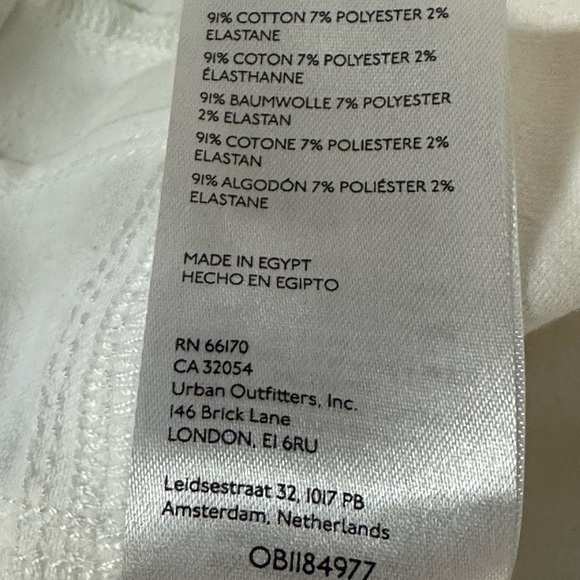 91% COTTON 7% POLYESTER 2%
ELASTANE
91% COTON 7% POLYESTER 2%
ÉLASTHANNE
91% BAUMWOLLE 7% POLYESTER
2% ELASTAN
91% COTONE 7% POLIESTERE 2%
ELASTAN
91% ALGODÓN 7% POLIÉSTER 2%
ELASTANE
MADE IN EGYPT
HECHO EN EGIPTO
RN 66170
CA 32054
Urban Outfitters, Inc.
146 Brick Lane
LONDON, E1 6RU
Leidsestraat 32, 1017 PB
Amsterdam, Netherlands
OB1184977